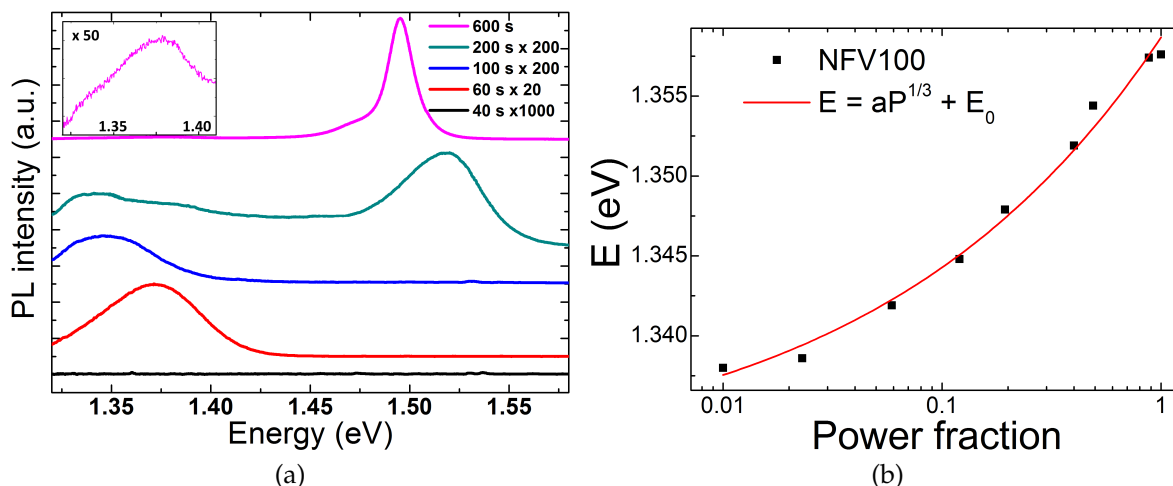 x 50
1.35 1.40
600 s
200 s x 200
100 s x 200
60 s x 20
40 s x1000
PL intensity (a.u.)
1.35 1.40 1.45 1.50 1.55
Energy (eV)
(a)
NFV100
E = aP^{1/3} + E_0
E (eV)
1.355
1.350
1.345
1.340
0.01 0.1 1
Power fraction
(b)